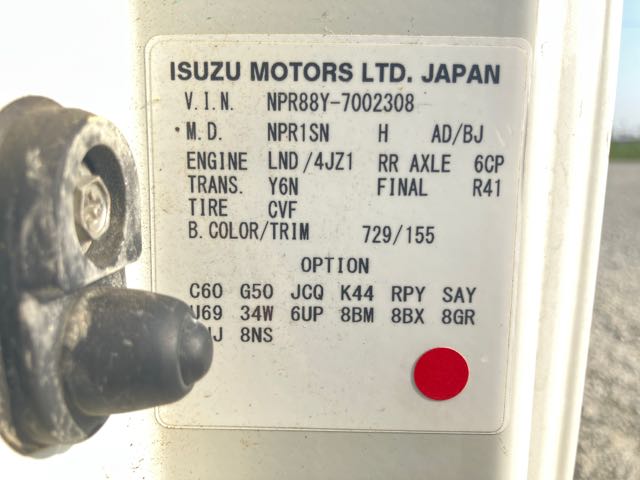 ISUZU MOTORS LTD. JAPAN
V.I.N. NPR88Y-7002308
・M.D. NPR1SN H AD/BJ
ENGINE LND/4JZ1 RR AXLE 6CP
TRANS. Y6N FINAL R41
TIRE CVF
B.COLOR/TRIM 729/155
OPTION
C60 G50 JCQ K44 RPY SAY
34W 6UP 8BM 8BX 8GR
8NS